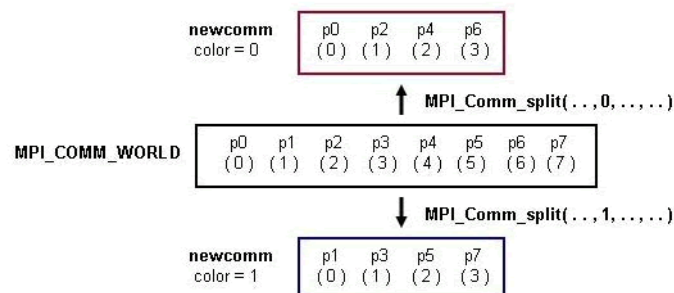 newcomm p0 p2 p4 p6
color = 0 (0) (1) (2) (3)
MPI_Comm_split(..,0,..,..)
MPI_COMM_WORLD
p0 p1 p2 p3 p4 p5 p6 p7
(0) (1) (2) (3) (4) (5) (6) (7)
MPI_Comm_split(..,1,..,..)
newcomm p1 p3 p5 p7
color = 1 (0) (1) (2) (3)